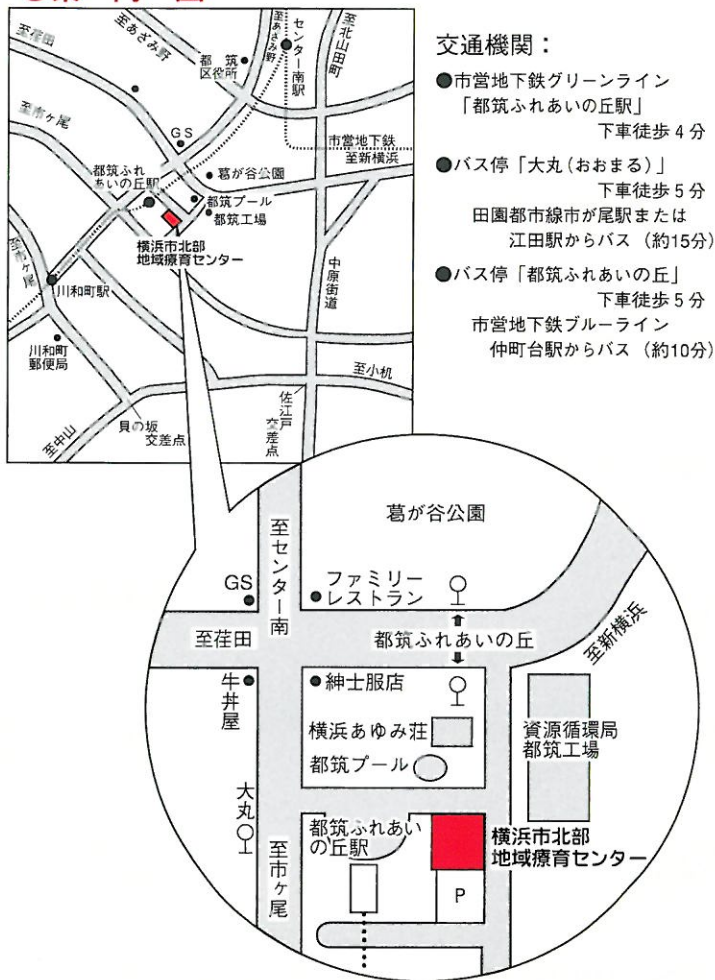 交通機関：
●市営地下鉄グリーンライン
「都筑ふれあいの丘駅」
下車徒歩4分
●バス停「大丸（おおまる）」
下車徒歩5分
田園都市線市が尾駅または
江田駅からバス（約15分）
●バス停「都筑ふれあいの丘」
下車徒歩5分
市営地下鉄ブルーライン
仲町台駅からバス（約10分）
至荏田
至あざみ野
都筑
区役所
至あざみ野
センター南駅
至北山田町
至市ヶ尾
GS
市営地下鉄
至新横浜
都筑ふれ
あいの丘駅
葛が谷公園
都筑プール
都筑工場
横浜市北部
地域療育センター
至市ヶ尾
川和町駅
中原街道
川和町
郵便局
至小机
貝の坂
交差点
佐江戸
交差点
至中山
葛が谷公園
至センター南
GS
ファミリー
レストラン
至荏田
都筑ふれあいの丘
至新横浜
牛丼屋
紳士服店
横浜あゆみ荘
都筑プール
資源循環局
都筑工場
大丸
都筑ふれあい
の丘駅
横浜市北部
地域療育センター
至市ヶ尾
P